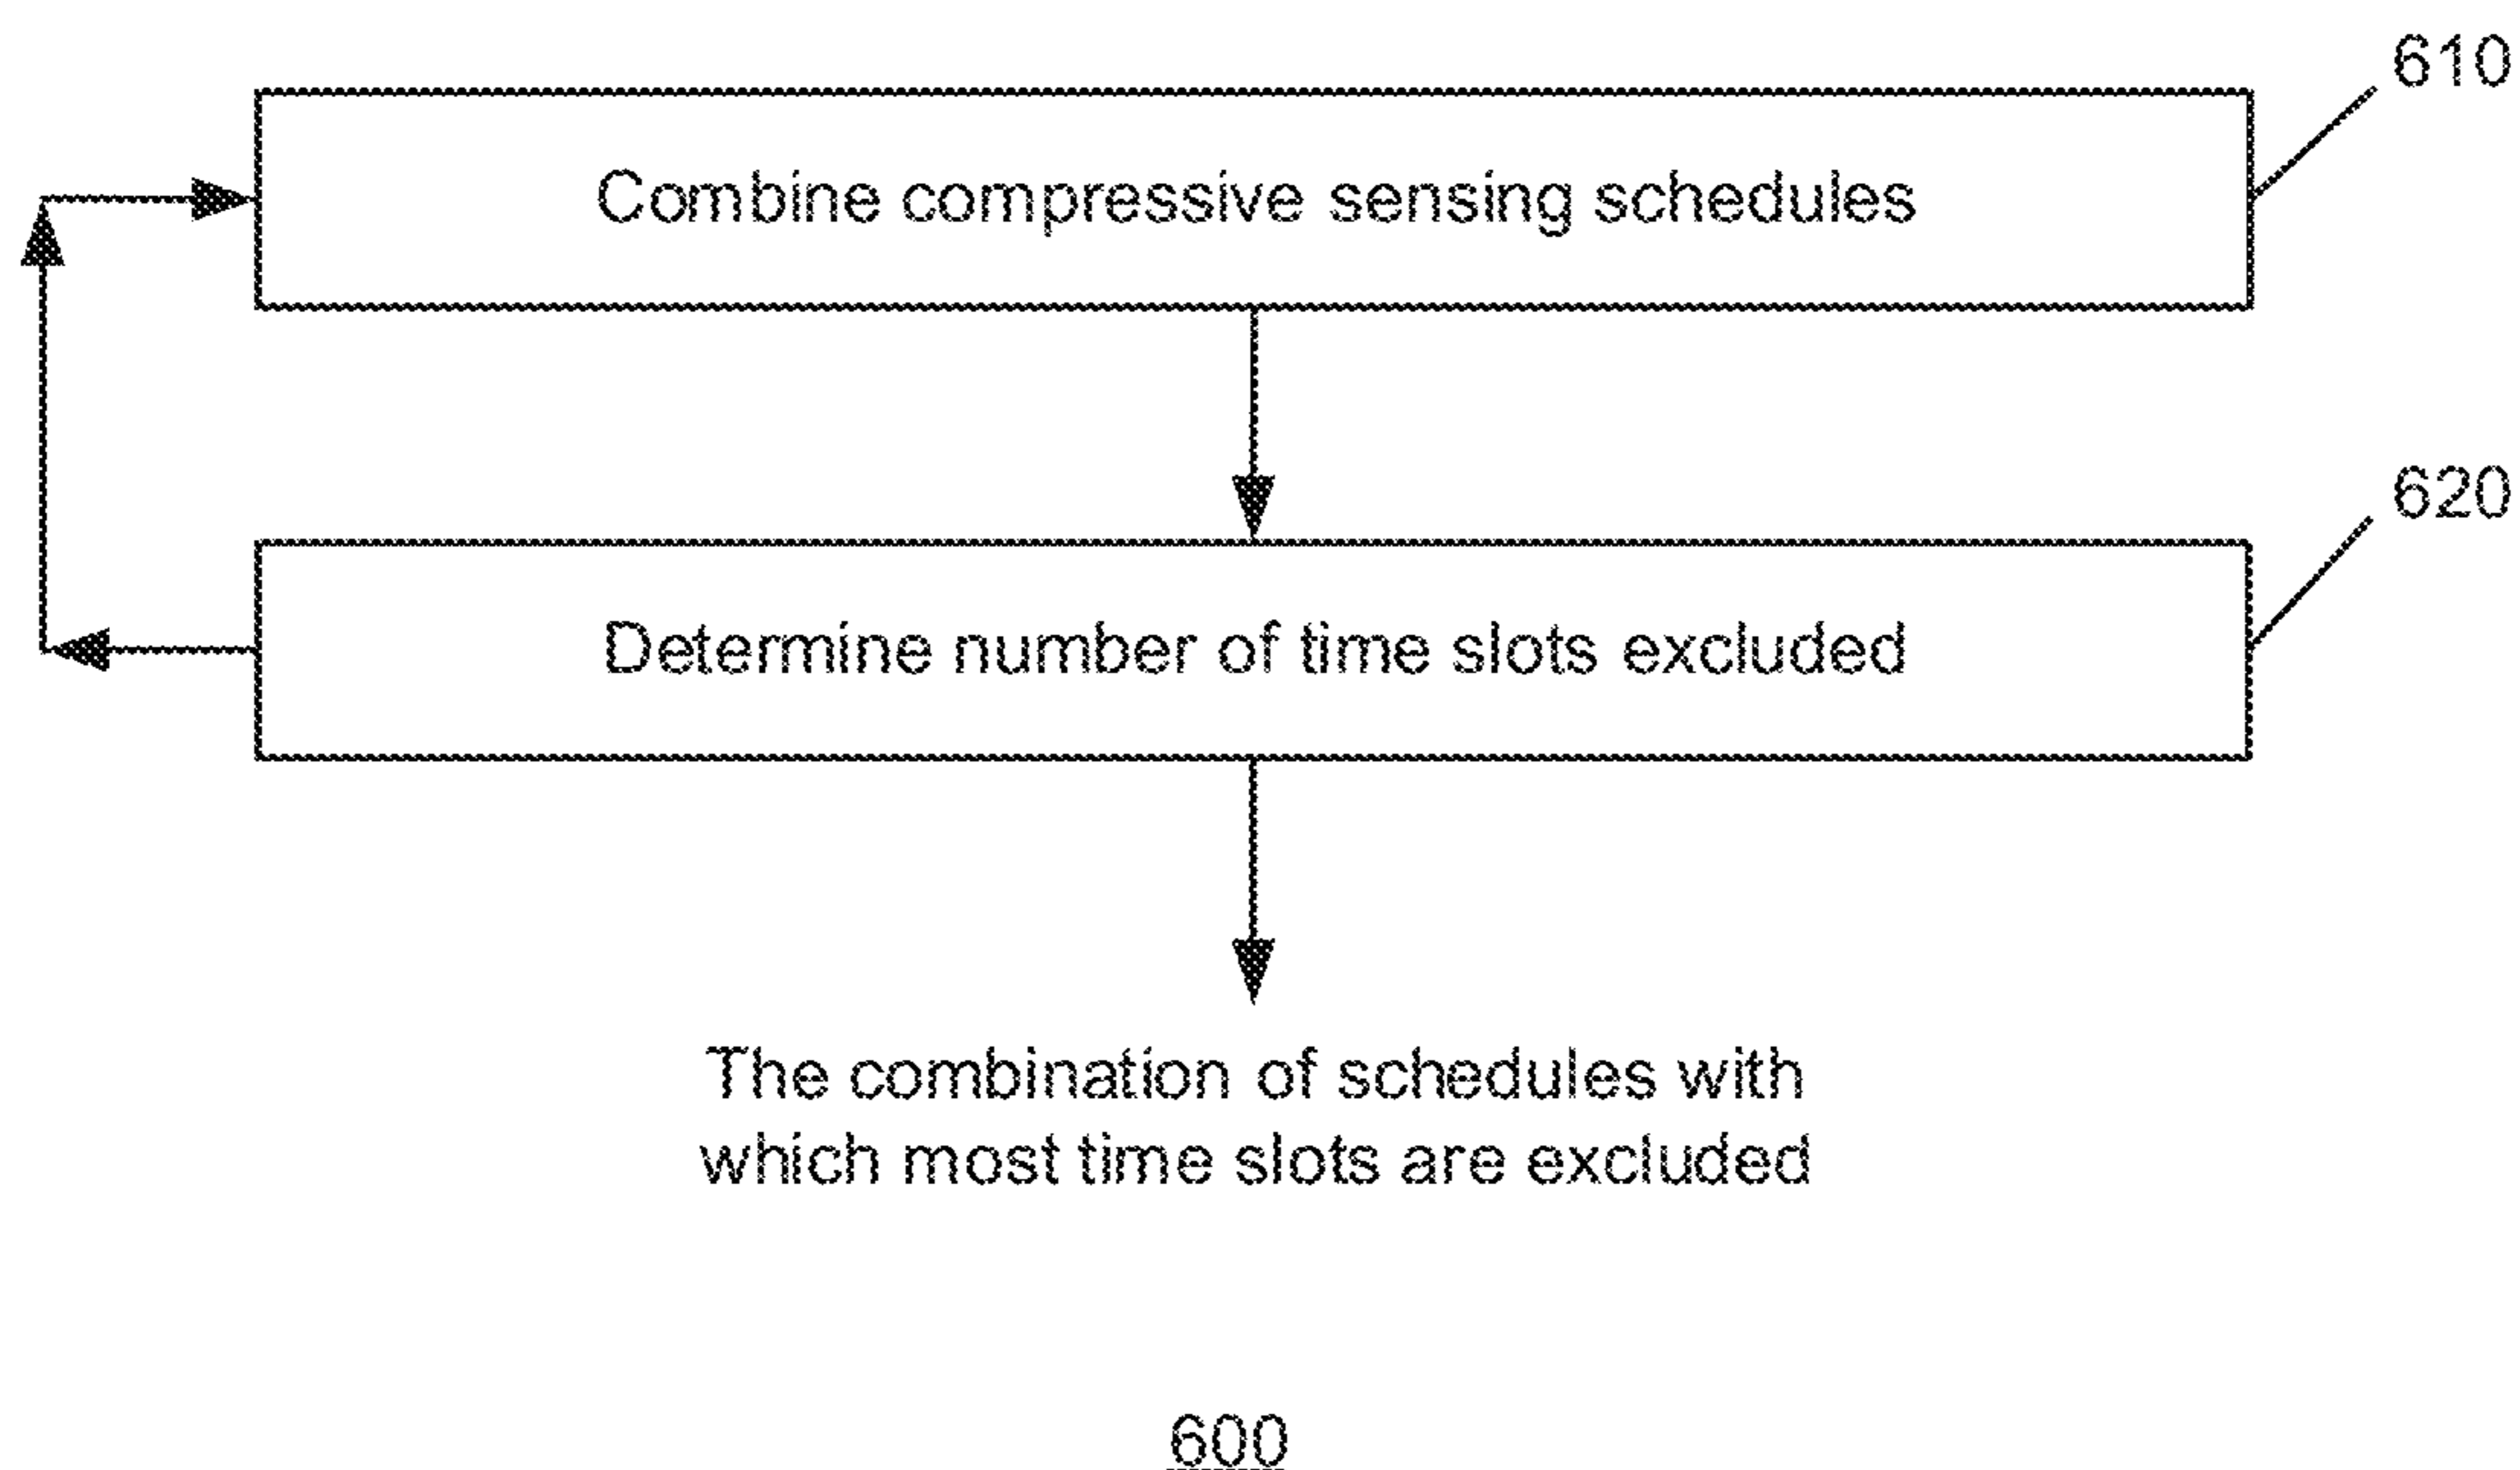 610
Combine compressive sensing schedules
620
Determine number of time slots excluded
The combination of schedules with
which most time slots are excluded
600